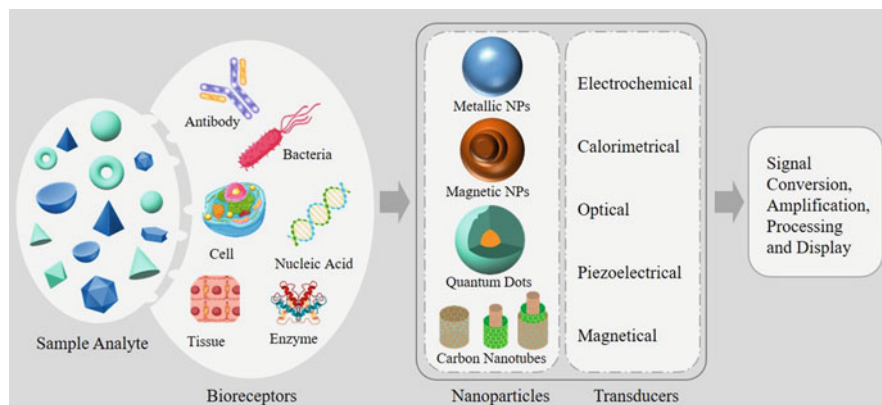 Sample Analyte
Antibody
Bacteria
Cell
Nucleic Acid
Tissue
Enzyme
Bioreceptors
Metallic NPs
Magnetic NPs
Quantum Dots
Carbon Nanotubes
Nanoparticles
Electrochemical
Calorimetrical
Optical
Piezoelectrical
Magnetical
Transducers
Signal
Conversion,
Amplification,
Processing
and Display